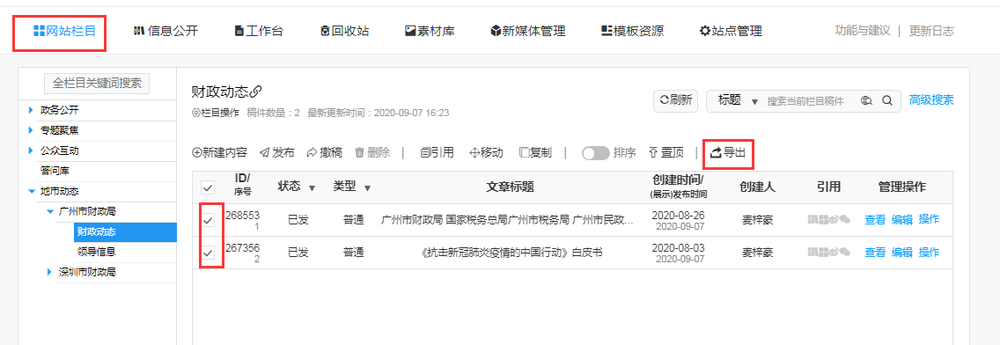 网站栏目 信息公开 工作台 回收站 素材库 新媒体管理 模板资源 站点管理 功能与建议 | 更新日志
全栏目关键词搜索
政务公开
专题聚焦
公众互动
答问库
地市动态
广州市财政局
财政动态
领导信息
深圳市财政局
财政动态
刷新 标题 搜索当前栏目稿件 高级搜索
栏目操作 稿件数量：2 最新更新时间：2020-09-07 16:23
新建内容 发布 撤稿 删除 | 引用 移动 复制 | 排序 置顶 | 导出
ID/ 状态 类型 文章标题 创建时间/ 创建人 引用 管理操作
序号 (展示)发布时间
268553 已发 普通 广州市财政局 国家税务总局广州市税务局 广州市民政... 2020-08-26 麦梓豪 查看 编辑 操作
1 2020-09-07
267356 已发 普通 《抗击新冠肺炎疫情的中国行动》白皮书 2020-08-03 麦梓豪 查看 编辑 操作
2 2020-09-07